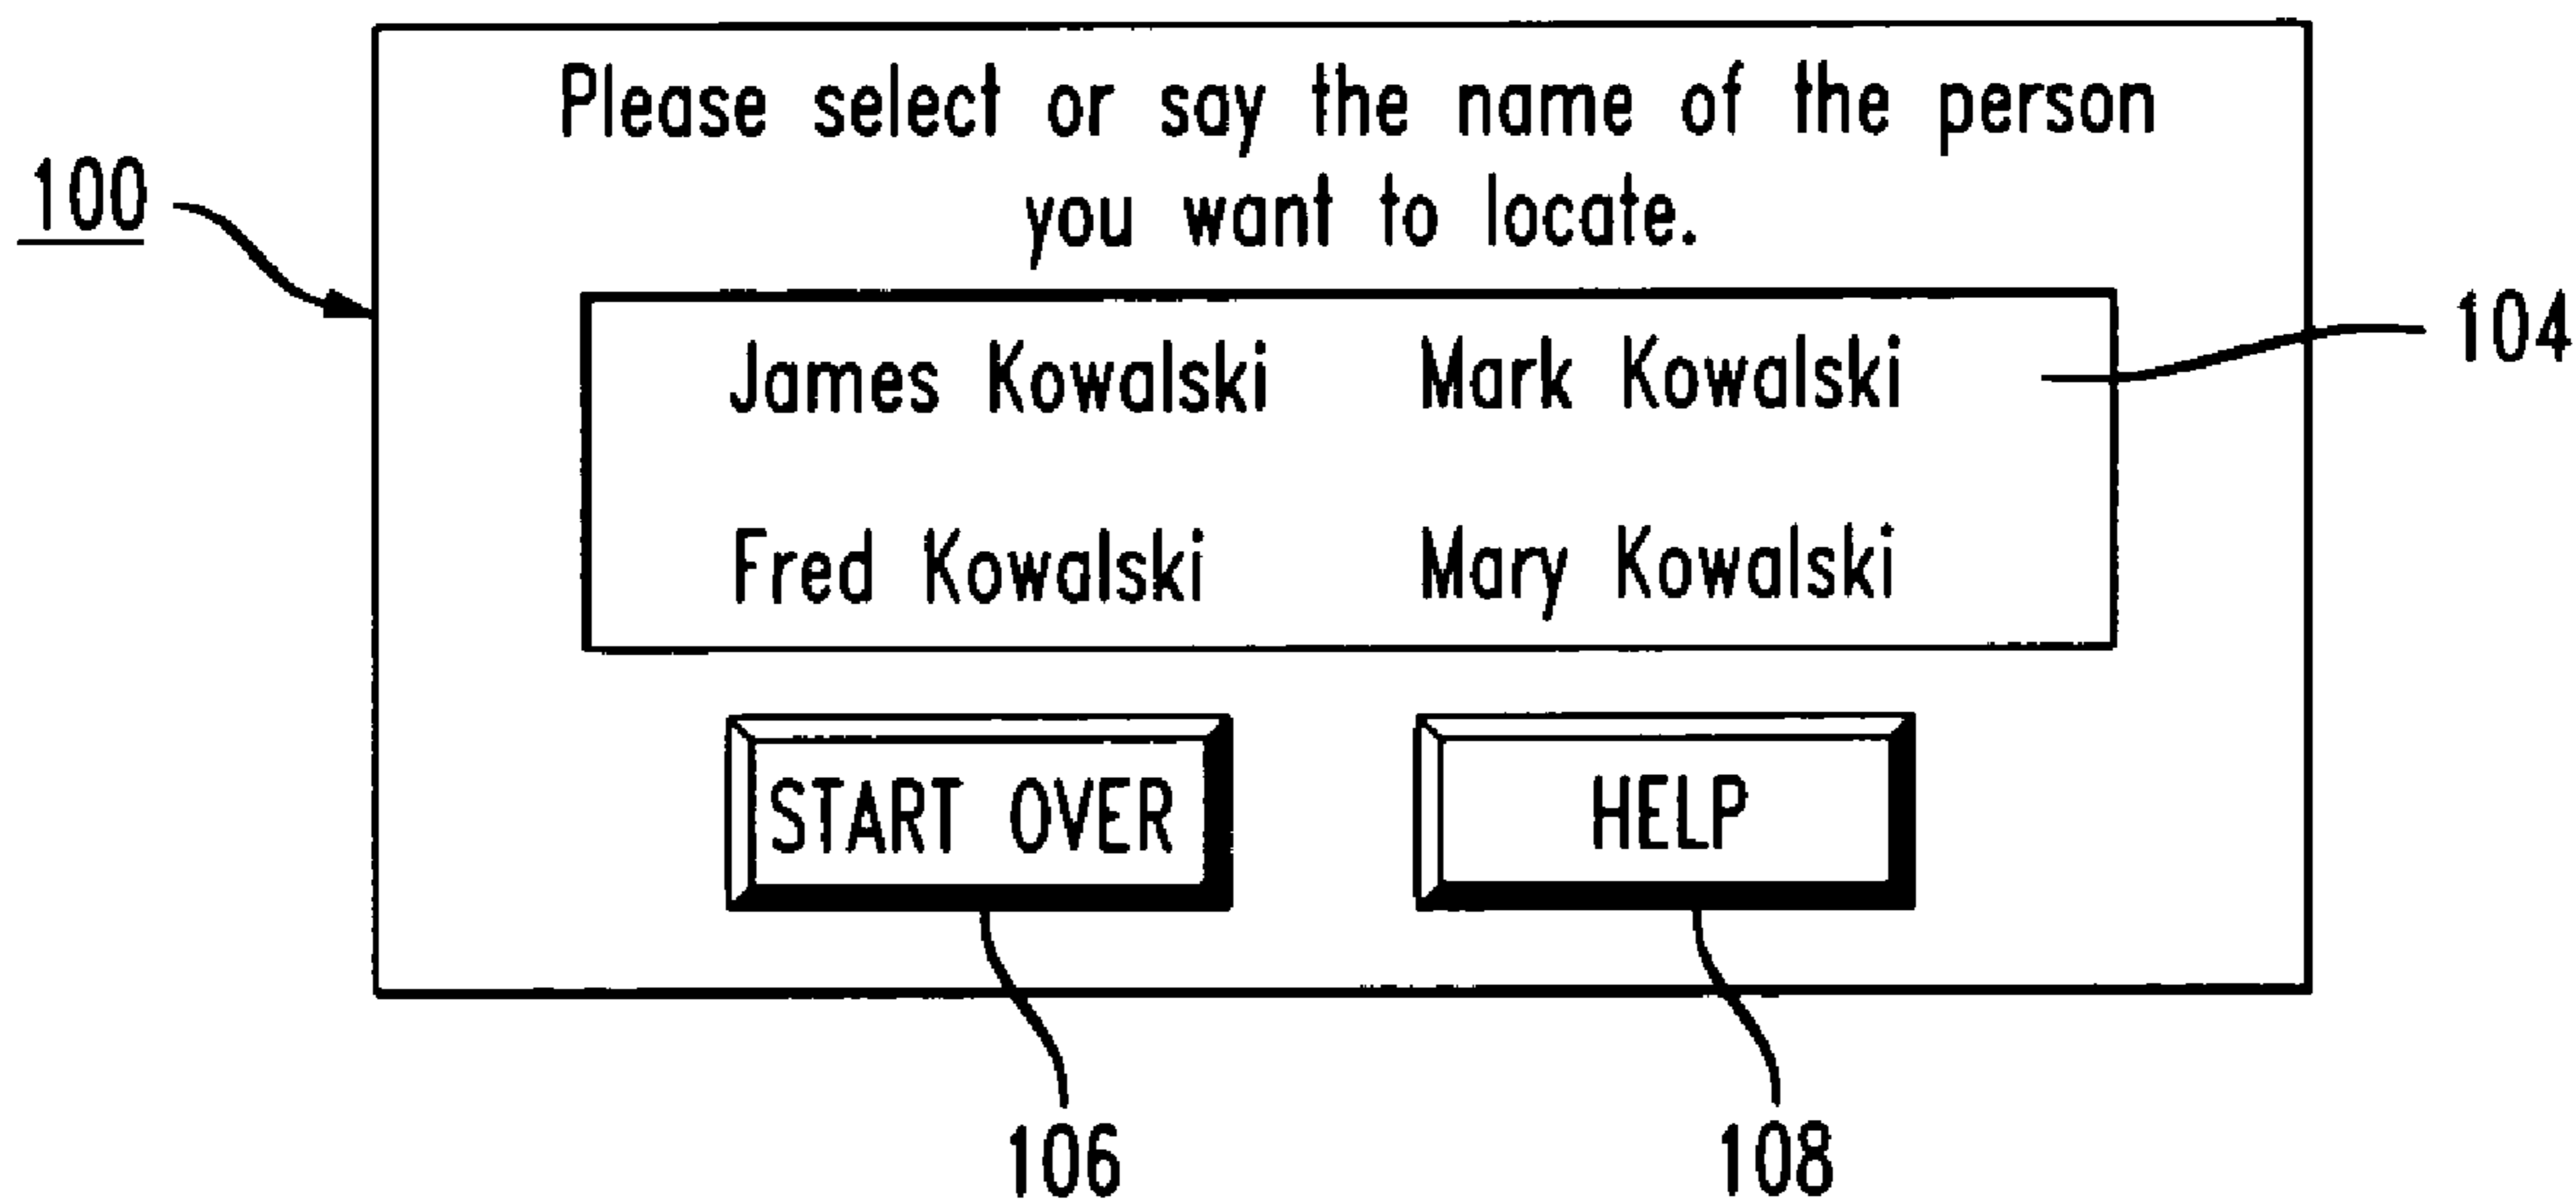 Please select or say the name of the person
you want to locate.
100
James Kowalski Mark Kowalski
104
Fred Kowalski Mary Kowalski
START OVER HELP
106 108